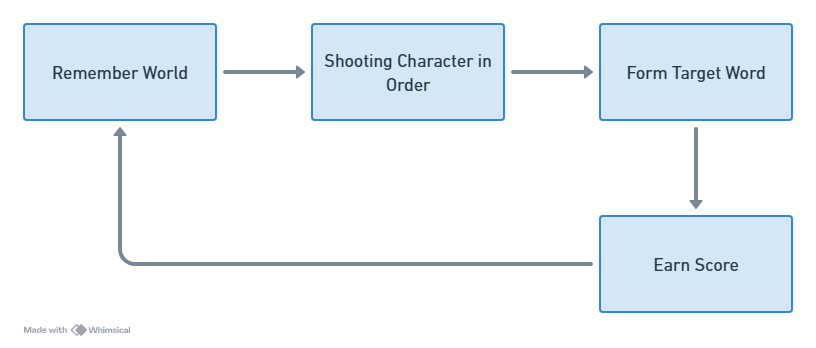 Remember World
Shooting Character in
Order
Form Target Word
Earn Score
Made with Whimsical